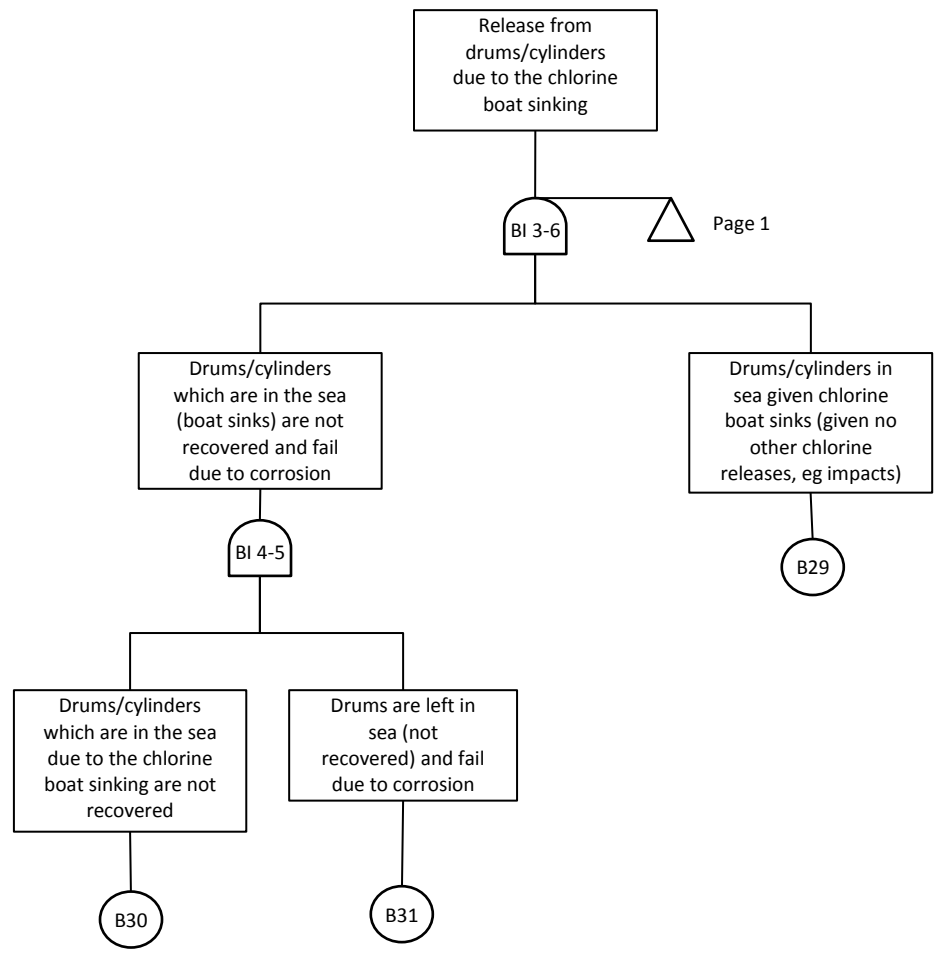 Release from
drums/cylinders
due to the chlorine
boat sinking
BI 3-6
Page 1
Drums/cylinders
which are in the sea
(boat sinks) are not
recovered and fail
due to corrosion
Drums/cylinders in
sea given chlorine
boat sinks (given no
other chlorine
releases, eg impacts)
BI 4-5
B29
Drums/cylinders
which are in the sea
due to the chlorine
boat sinking are not
recovered
Drums are left in
sea (not
recovered) and fail
due to corrosion
B30
B31